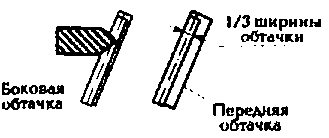 1/3 ширины
обтачки
Боковая
обтачка
Передняя
обтачка